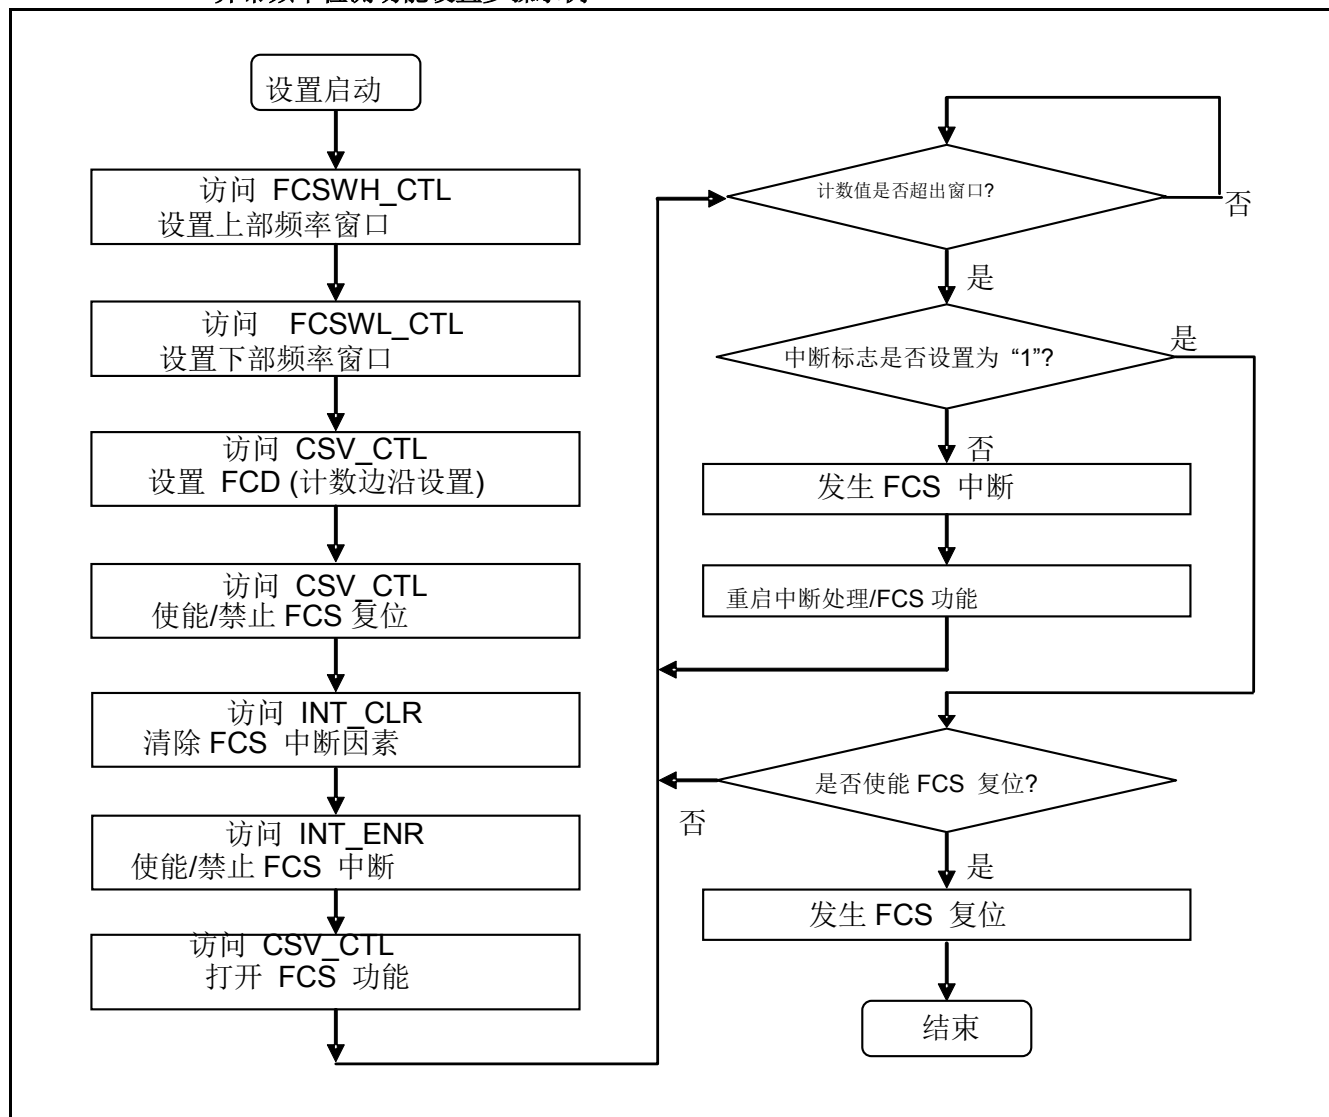 设置启动
访问 FCSWH_CTL
设置上部频率窗口
访问 FCSWL_CTL
设置下部频率窗口
访问 CSV_CTL
设置 FCD (计数边沿设置)
访问 CSV_CTL
使能/禁止 FCS 复位
访问 INT_CLR
清除 FCS 中断因素
访问 INT_ENR
使能/禁止 FCS 中断
访问 CSV_CTL
打开 FCS 功能
计数值是否超出窗口?
否
是
中断标志是否设置为 “1”?
是
否
发生 FCS 中断
重启中断处理/FCS 功能
是否使能 FCS 复位?
否
是
发生 FCS 复位
结束